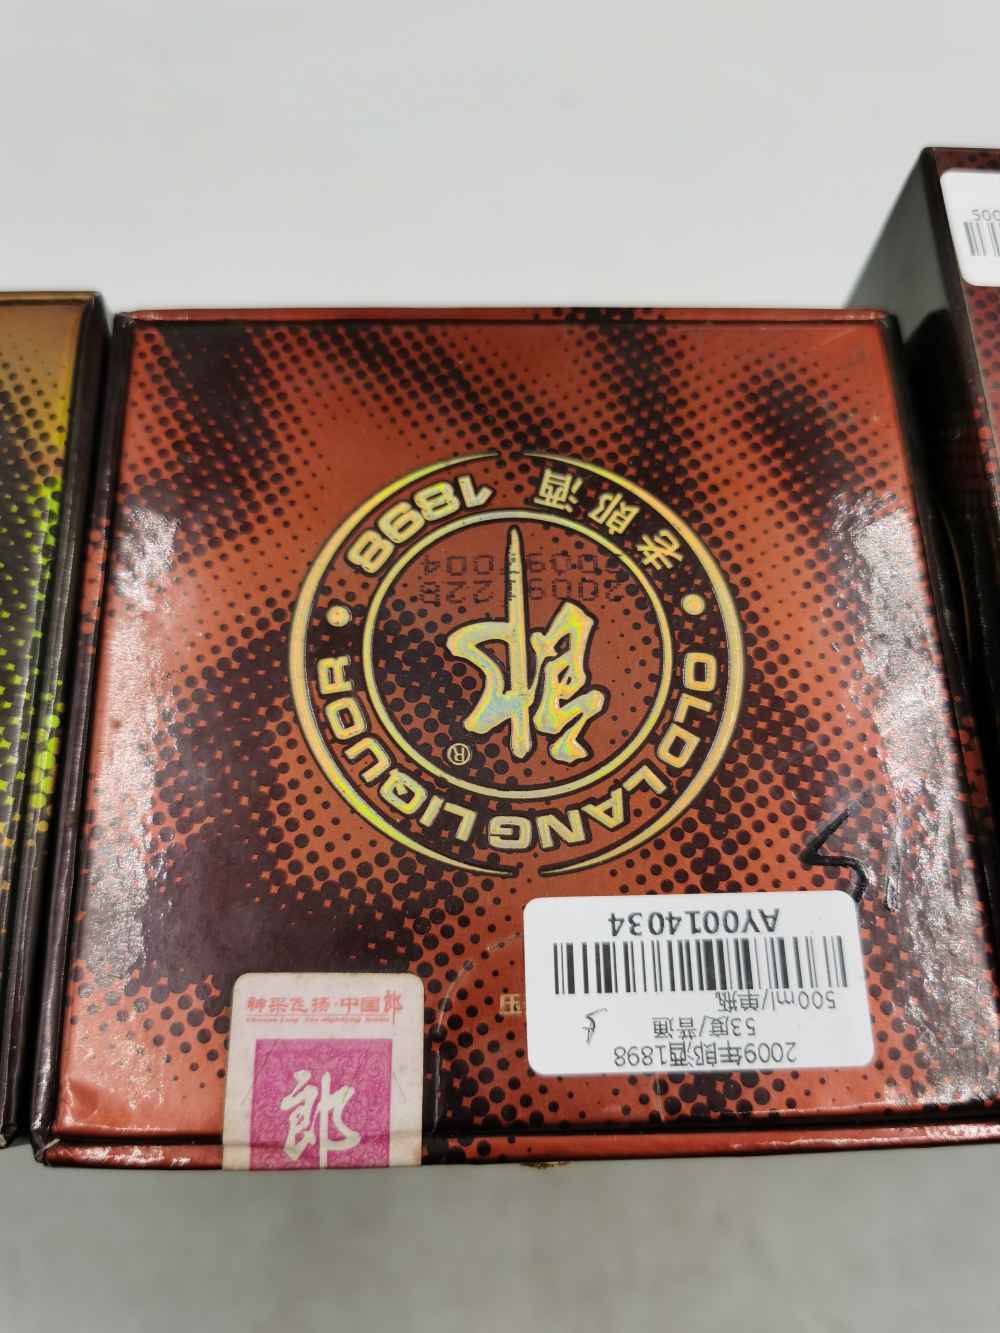 老郎酒 1898
OLD LANG LIQUOR
郎
®
20091228
神采飞扬·中国郎
郎
2009年郎酒1898
53度/普通
500ml/单瓶
AY0014034
500